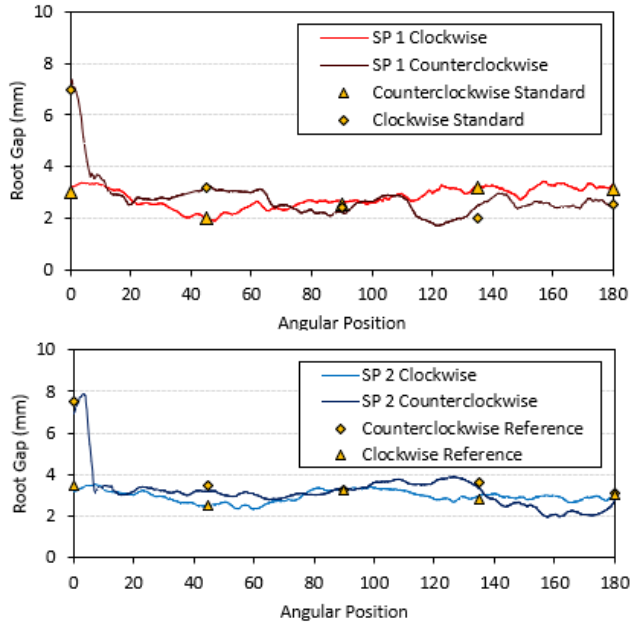 10
8
6
4
2
0
Root Gap (mm)
SP 1 Clockwise
SP 1 Counterclockwise
Counterclockwise Standard
Clockwise Standard
0 20 40 60 80 100 120 140 160 180
Angular Position
10
8
6
4
2
0
Root Gap (mm)
SP 2 Clockwise
SP 2 Counterclockwise
Counterclockwise Reference
Clockwise Reference
0 20 40 60 80 100 120 140 160 180
Angular Position